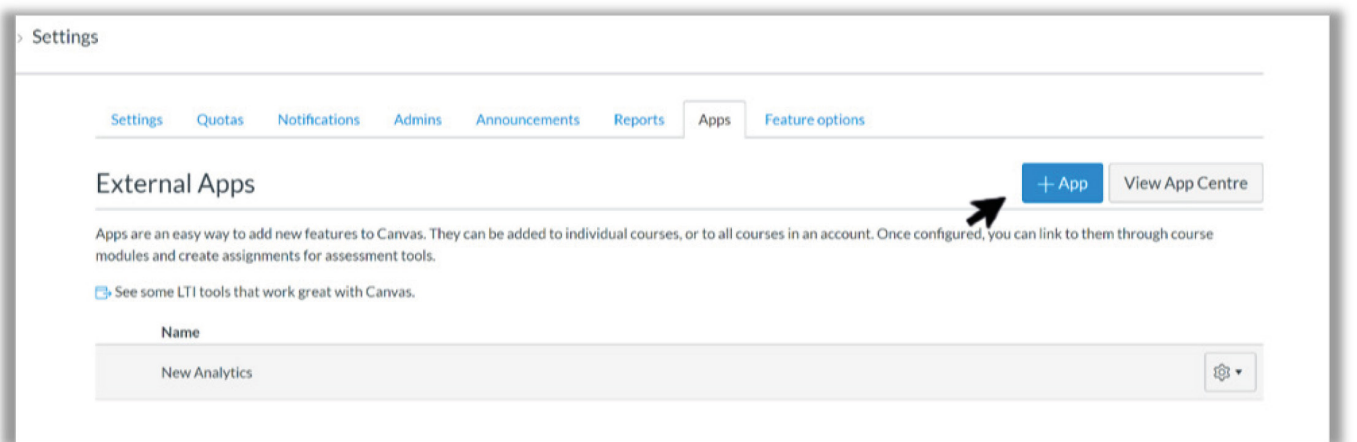 Settings
Settings Quotas Notifications Admins Announcements Reports Apps Feature options
External Apps
+ App View App Centre
Apps are an easy way to add new features to Canvas. They can be added to individual courses, or to all courses in an account. Once configured, you can link to them through course
modules and create assignments for assessment tools.
See some LTI tools that work great with Canvas.
Name
New Analytics